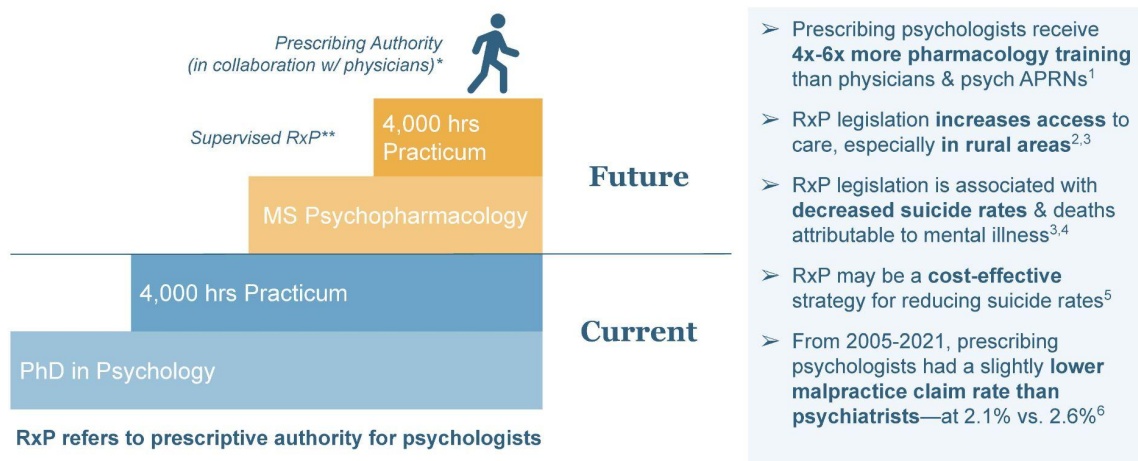 Prescribing Authority
(in collaboration w/ physicians)*
Supervised RxP**
4,000 hrs
Practicum
MS Psychopharmacology
Future
4,000 hrs Practicum
PhD in Psychology
Current
RxP refers to prescriptive authority for psychologists
➢ Prescribing psychologists receive
4x-6x more pharmacology training
than physicians & psych APRNs¹
➢ RxP legislation increases access to
care, especially in rural areas²,³
➢ RxP legislation is associated with
decreased suicide rates & deaths
attributable to mental illness³,⁴
➢ RxP may be a cost-effective
strategy for reducing suicide rates⁵
➢ From 2005-2021, prescribing
psychologists had a slightly lower
malpractice claim rate than
psychiatrists—at 2.1% vs. 2.6%⁶